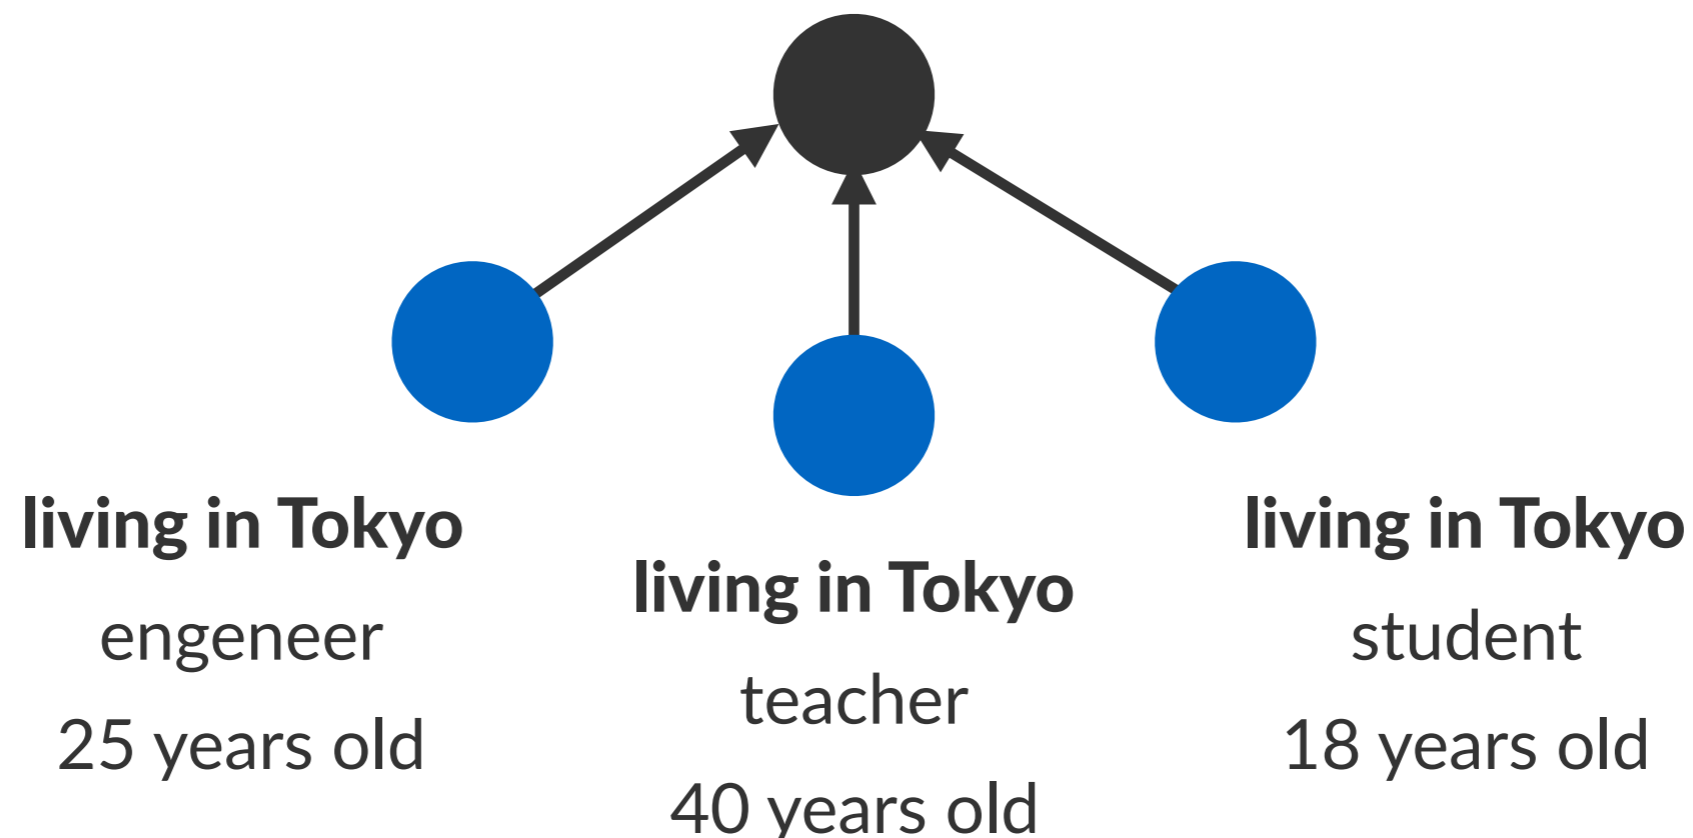 living in Tokyo
engeneer
25 years old
living in Tokyo
teacher
40 years old
living in Tokyo
student
18 years old